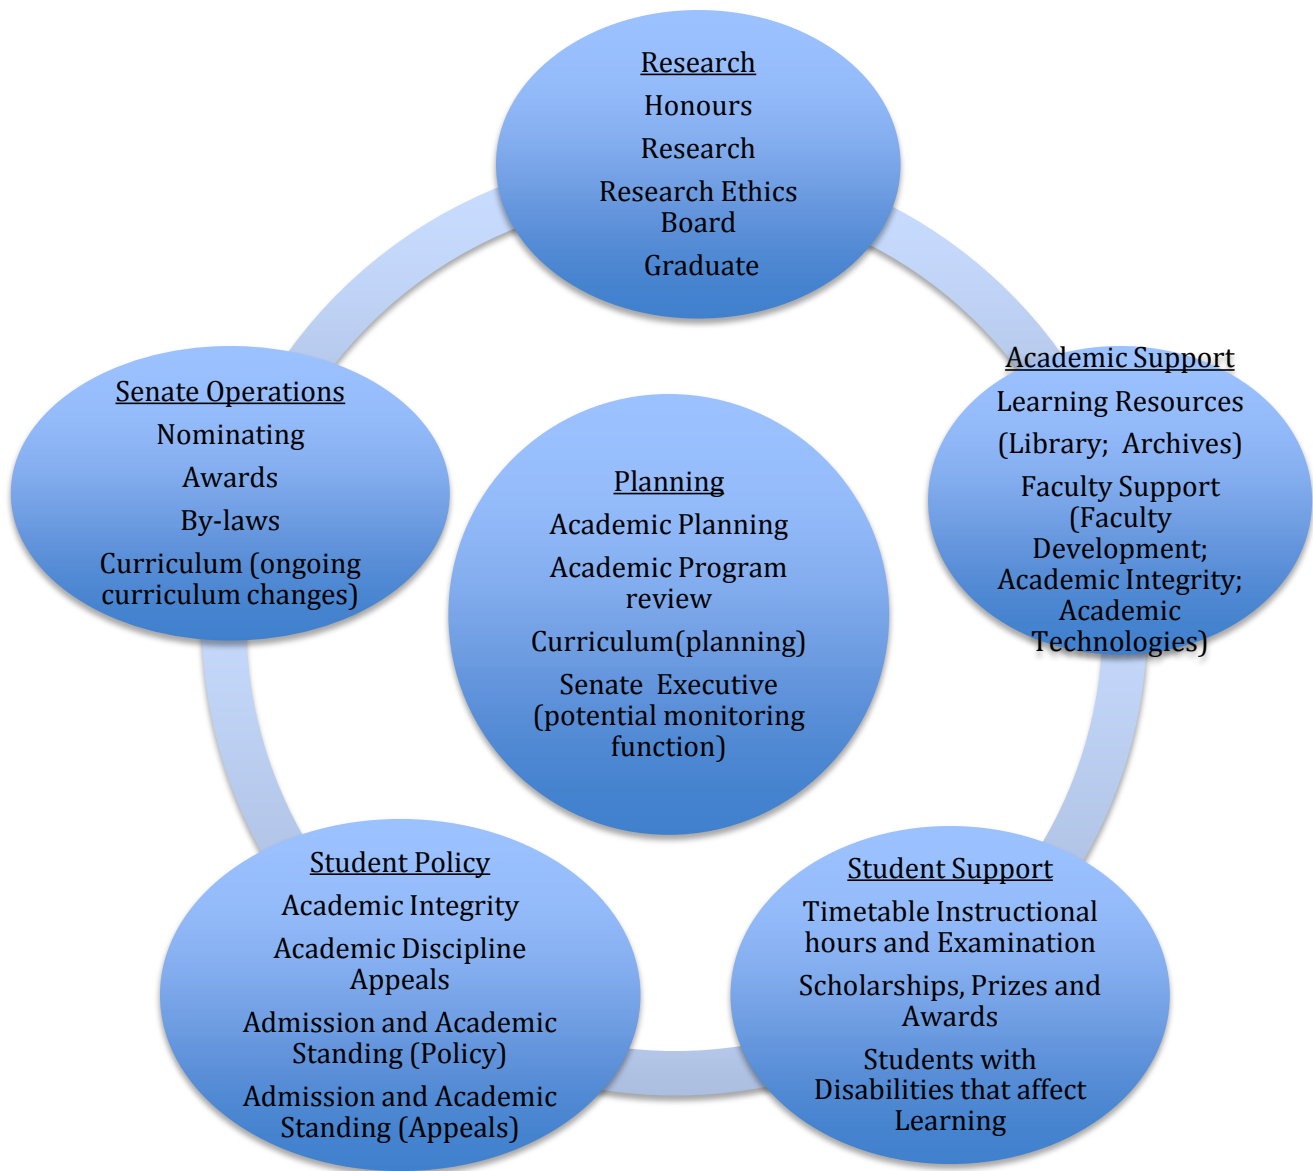 Research
Honours
Research
Research Ethics
Board
Graduate
Academic Support
Learning Resources
(Library;  Archives)
Faculty Support
(Faculty
Development;
Academic Integrity;
Academic
Technologies)
Student Support
Timetable Instructional
hours and Examination
Scholarships, Prizes and
Awards
Students with
Disabilities that affect
Learning
Student Policy
Academic Integrity
Academic Discipline
Appeals
Admission and Academic
Standing (Policy)
Admission and Academic
Standing (Appeals)
Senate Operations
Nominating
Awards
By-laws
Curriculum (ongoing
curriculum changes)
Planning
Academic Planning
Academic Program
review
Curriculum(planning)
Senate  Executive
(potential monitoring
function)